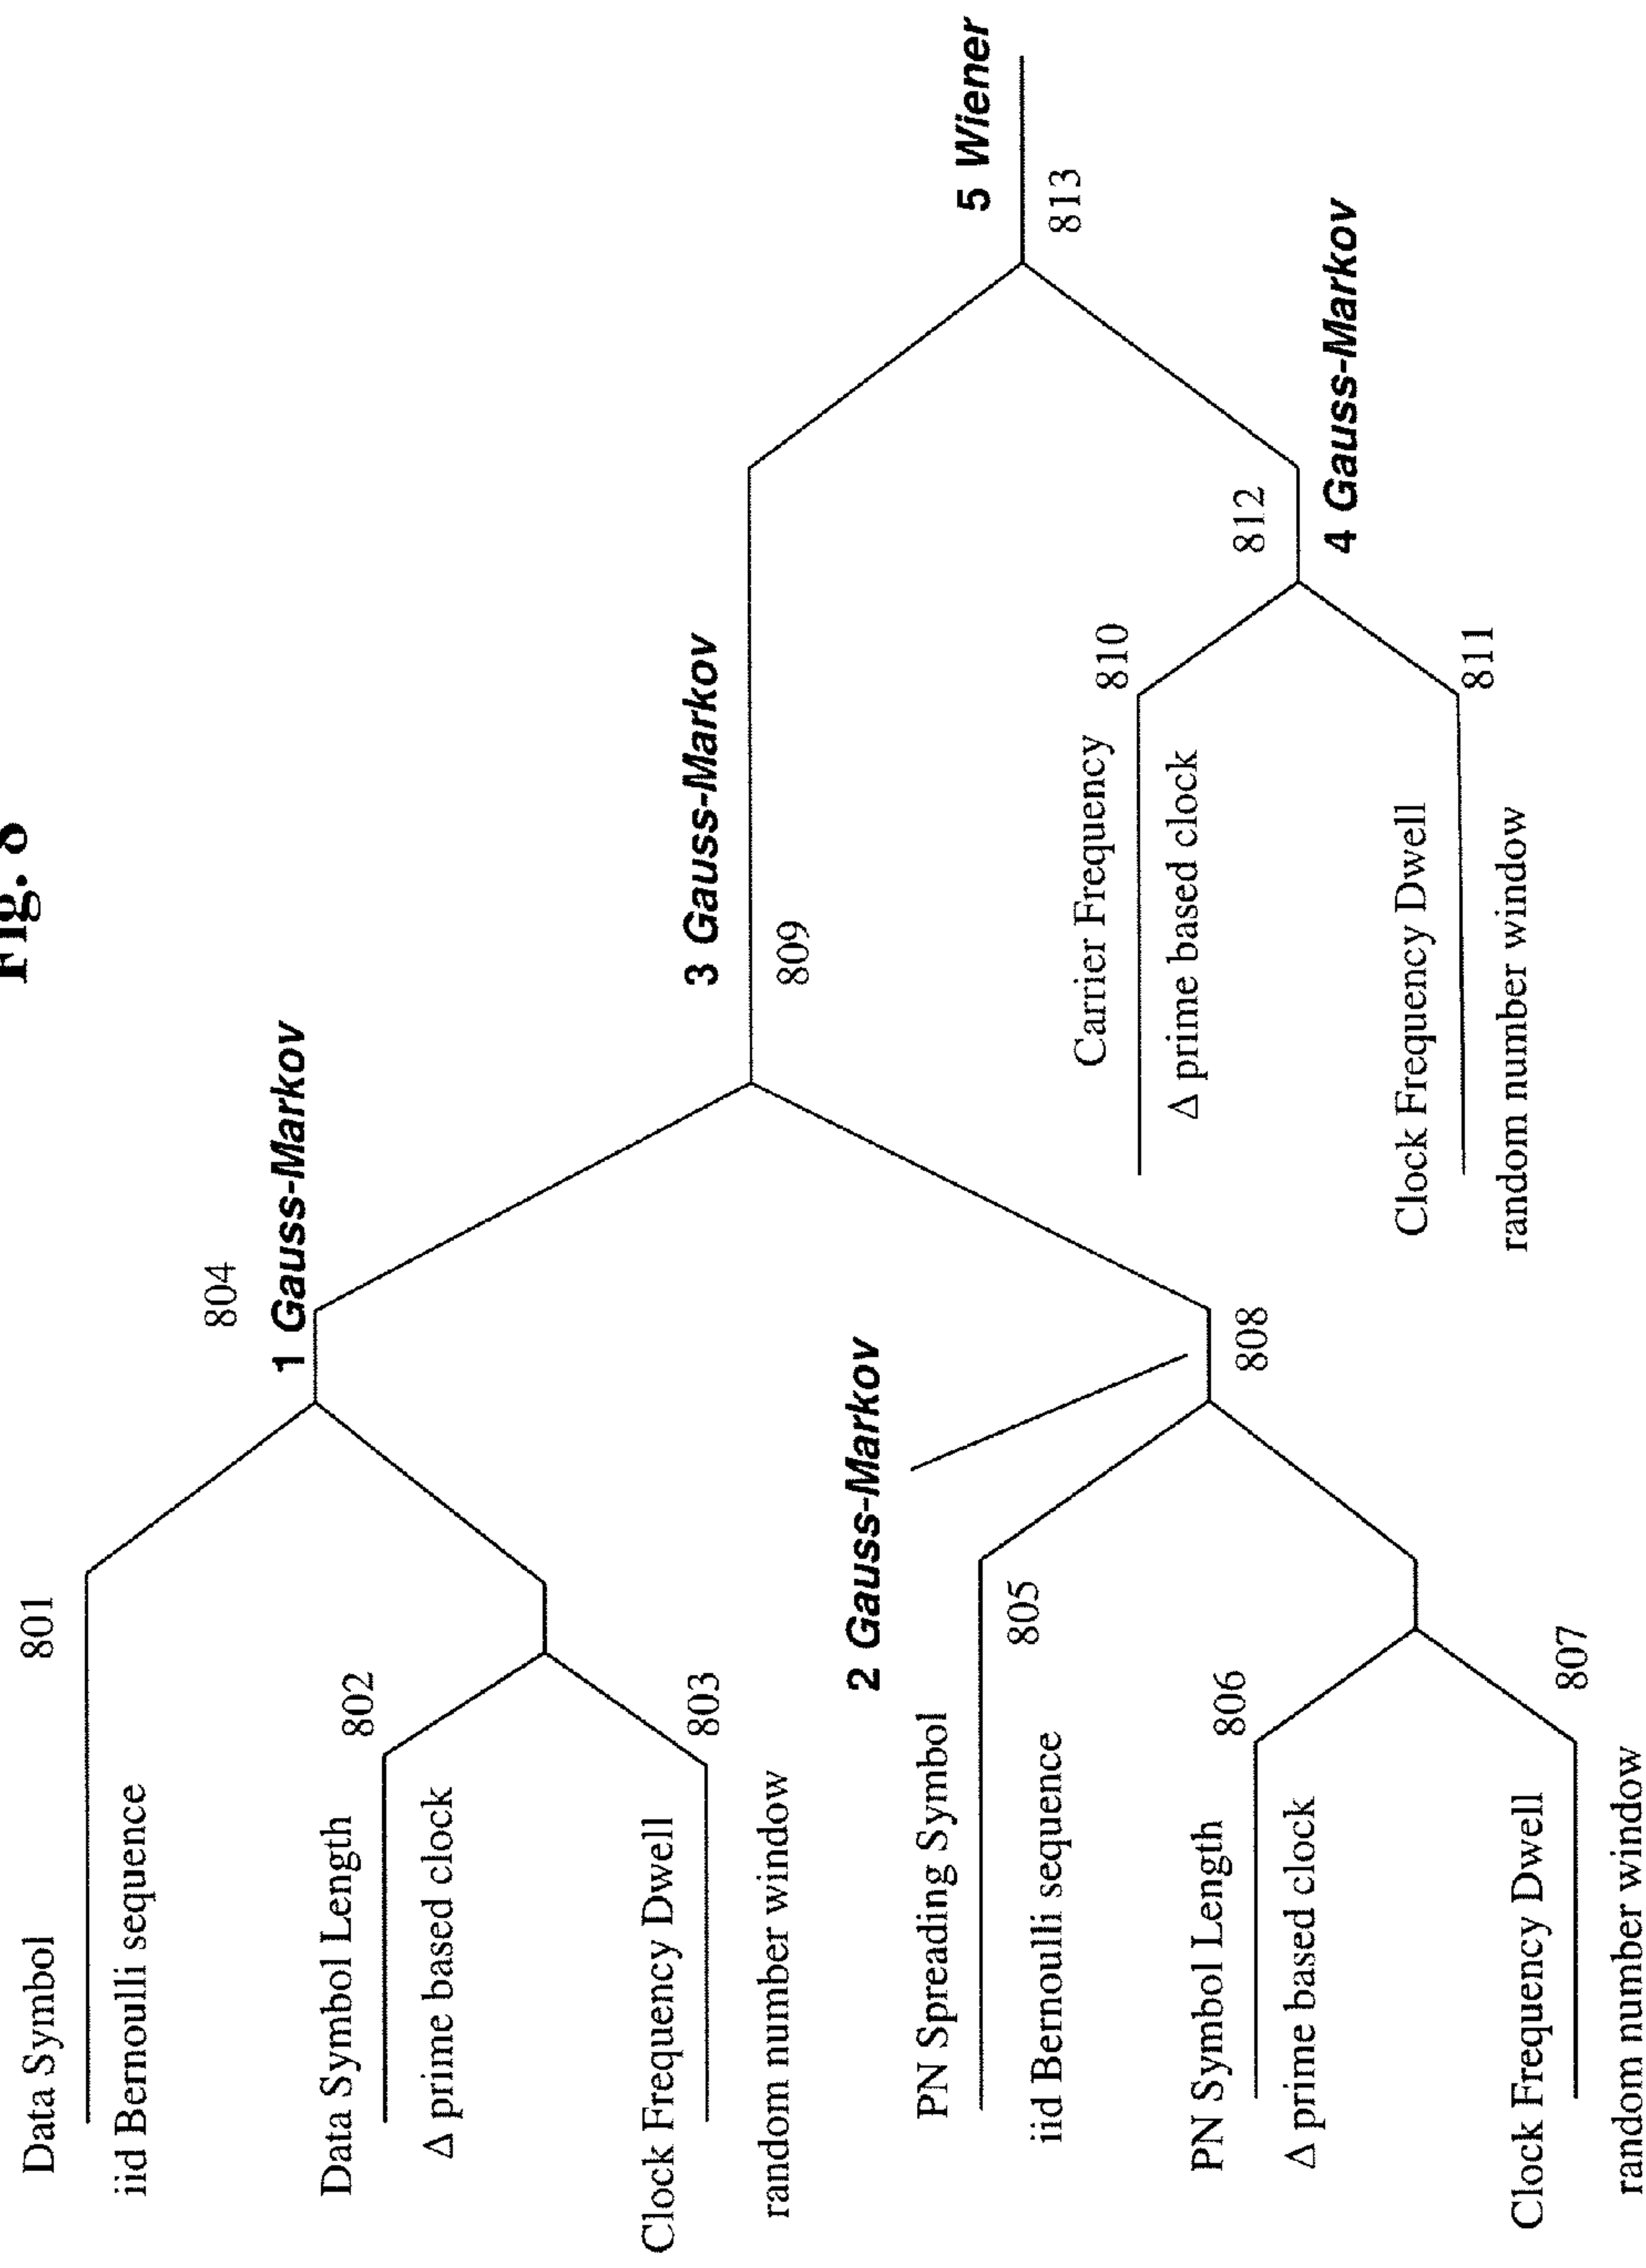 Fig. 8
Data Symbol
801
iid Bernoulli sequence
Data Symbol Length
802
Δ prime based clock
Clock Frequency Dwell
803
random number window
804
1 Gauss-Markov
2 Gauss-Markov
PN Spreading Symbol
805
iid Bernoulli sequence
PN Symbol Length
806
Δ prime based clock
Clock Frequency Dwell
807
random number window
808
3 Gauss-Markov
809
Carrier Frequency
810
Δ prime based clock
Clock Frequency Dwell
811
random number window
812
4 Gauss-Markov
5 Wiener
813